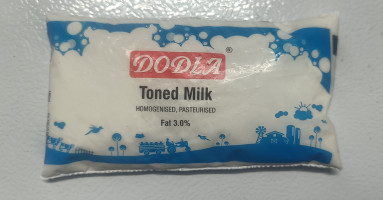 DODLA ®
Toned Milk
HOMOGENISED, PASTEURISED
Fat 3.0%